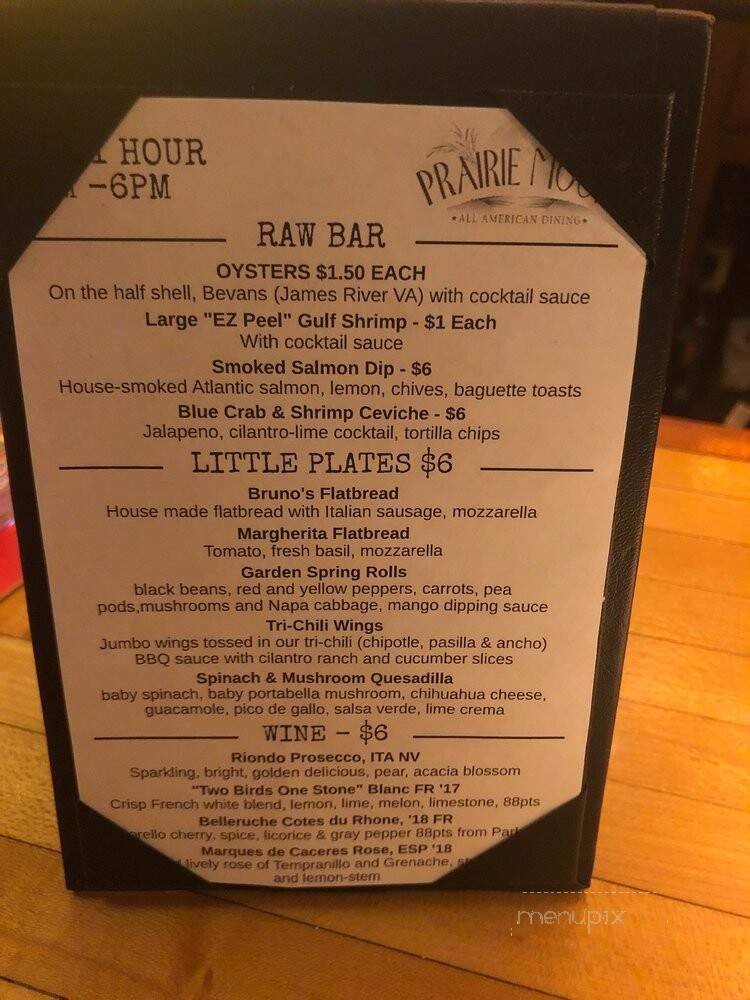 HOUR
-6PM
PRAIRIE
★ALL AMERICAN DINING★
RAW BAR
OYSTERS $1.50 EACH
On the half shell, Bevans (James River VA) with cocktail sauce
Large "EZ Peel" Gulf Shrimp - $1 Each
With cocktail sauce
Smoked Salmon Dip - $6
House-smoked Atlantic salmon, lemon, chives, baguette toasts
Blue Crab & Shrimp Ceviche - $6
Jalapeno, cilantro-lime cocktail, tortilla chips
LITTLE PLATES $6
Bruno's Flatbread
House made flatbread with Italian sausage, mozzarella
Margherita Flatbread
Tomato, fresh basil, mozzarella
Garden Spring Rolls
black beans, red and yellow peppers, carrots, pea
pods,mushrooms and Napa cabbage, mango dipping sauce
Tri-Chili Wings
Jumbo wings tossed in our tri-chili (chipotle, pasilla & ancho)
BBQ sauce with cilantro ranch and cucumber slices
Spinach & Mushroom Quesadilla
baby spinach, baby portabella mushroom, chihuahua cheese,
guacamole, pico de gallo, salsa verde, lime crema
WINE - $6
Riondo Prosecco, ITA NV
Sparkling, bright, golden delicious, pear, acacia blossom
"Two Birds One Stone" Blanc FR '17
Crisp French white blend, lemon, lime, melon, limestone, 88pts
Belleruche Cotes du Rhone, '18 FR
cherry, spice, licorice & gray pepper 88pts from
Marques de Caceres Rose, ESP '18
lively rose of Tempranillo and Grenache,
and lemon-stem
menupix